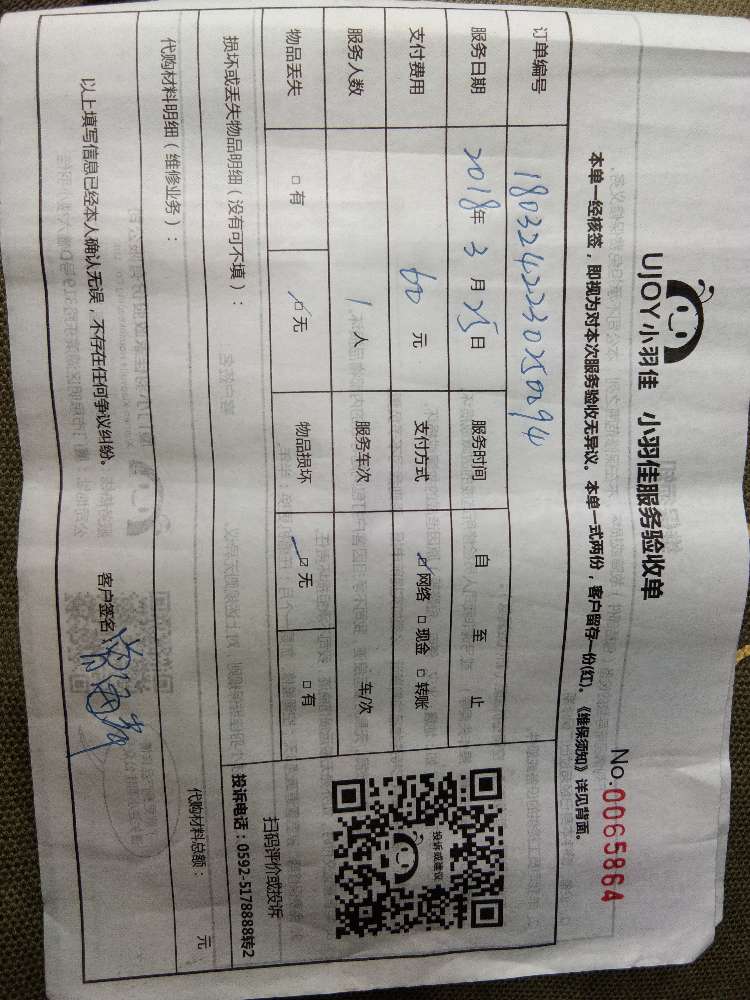 UJOY小羽佳 小羽佳服务验收单
No.0065864
本单一经核签，即视为对本次服务验收无异议。本单一式两份，客户留存一份(红)。《维保须知》详见背面。
订单编号 1803242230250094
服务日期 2018年 3 月 25 日 服务时间 自 至 止
支付费用 60 元 支付方式 ☑网络 □现金 □转账
服务人数 1 人 服务车次 车/次
物品丢失 □有 ☑无 物品损坏 ☑无 □有
投诉或建议
扫码评价或投诉
投诉电话：0592-5178888转2
损坏或丢失物品明细（没有可不填）：
代购材料明细（维修业务）：
代购材料总额： 元
以上填写信息已经本人确认无误，不存在任何争议纠纷。
客户签名：